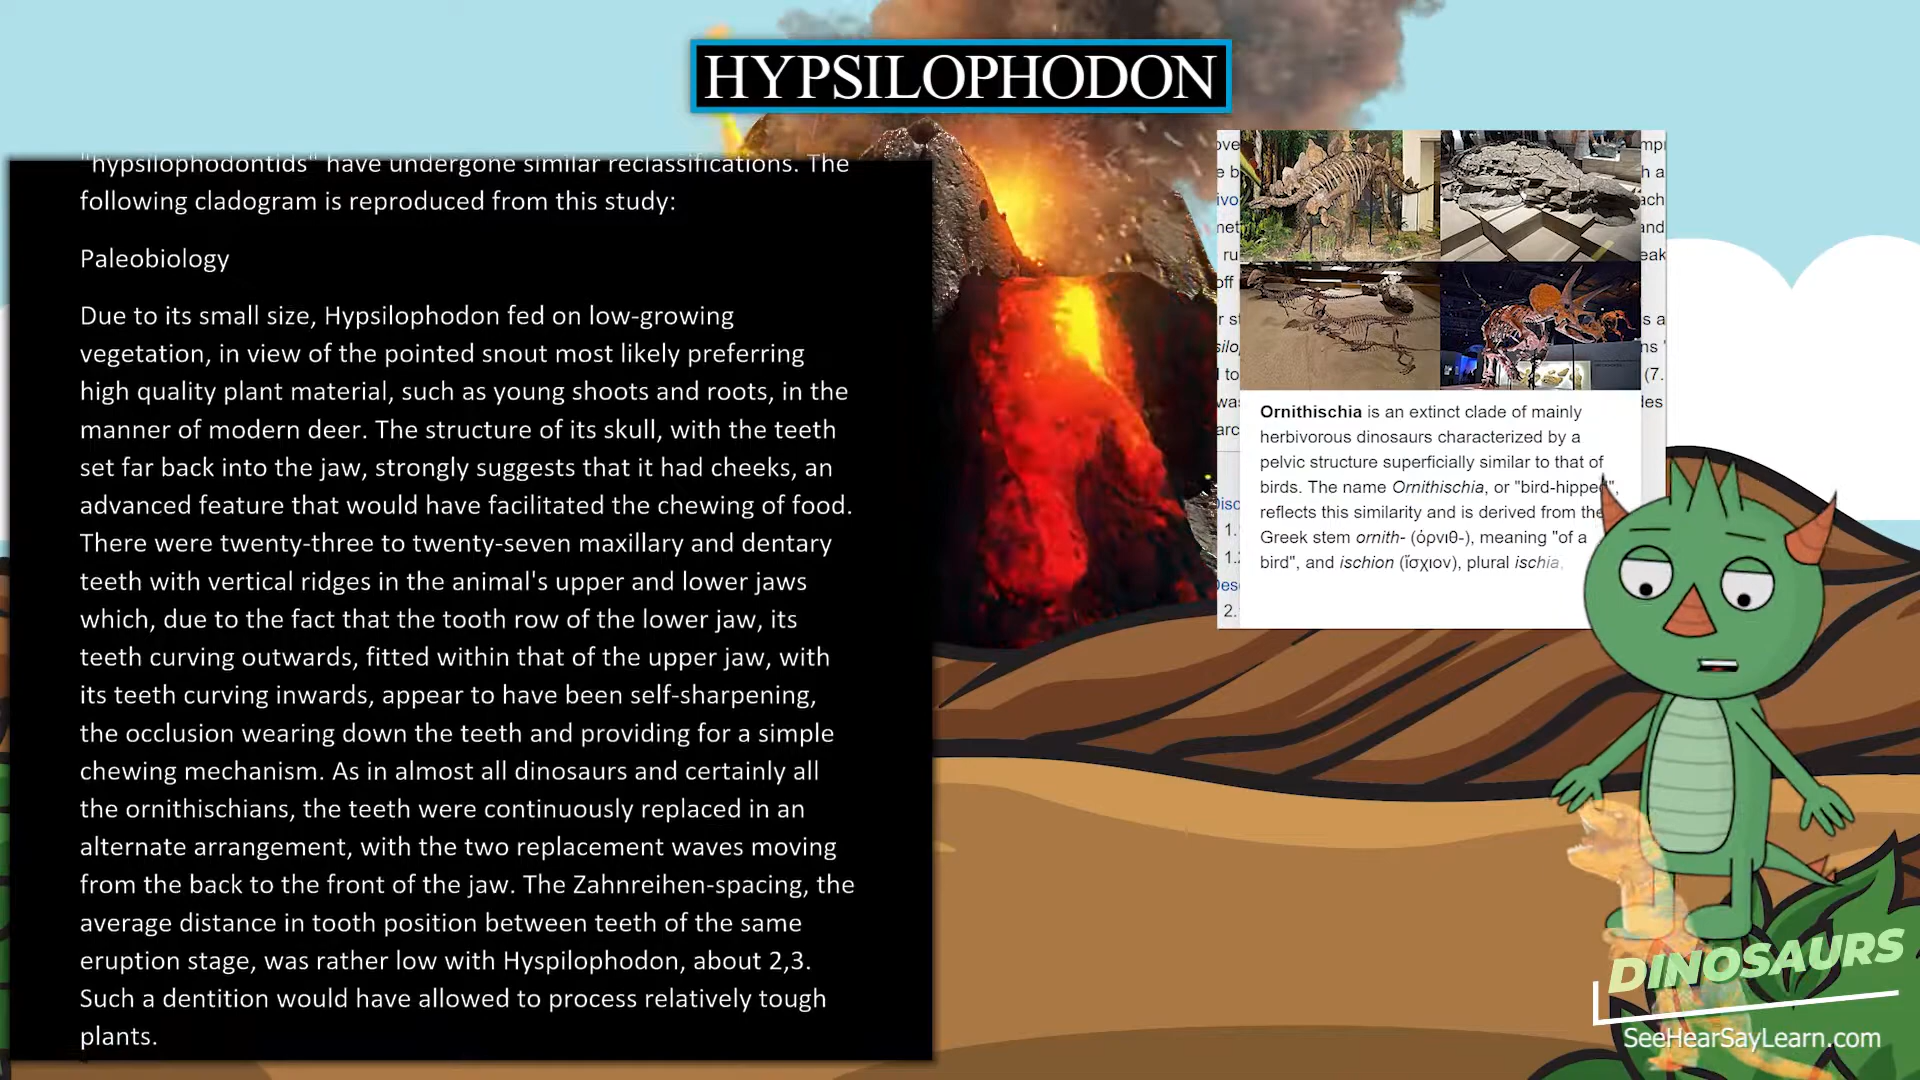 HYPSILOPHODON
"hypsilophodontids" have undergone similar reclassifications. The
following cladogram is reproduced from this study:
Paleobiology
Due to its small size, Hypsilophodon fed on low-growing
vegetation, in view of the pointed snout most likely preferring
high quality plant material, such as young shoots and roots, in the
manner of modern deer. The structure of its skull, with the teeth
set far back into the jaw, strongly suggests that it had cheeks, an
advanced feature that would have facilitated the chewing of food.
There were twenty-three to twenty-seven maxillary and dentary
teeth with vertical ridges in the animal's upper and lower jaws
which, due to the fact that the tooth row of the lower jaw, its
teeth curving outwards, fitted within that of the upper jaw, with
its teeth curving inwards, appear to have been self-sharpening,
the occlusion wearing down the teeth and providing for a simple
chewing mechanism. As in almost all dinosaurs and certainly all
the ornithischians, the teeth were continuously replaced in an
alternate arrangement, with the two replacement waves moving
from the back to the front of the jaw. The Zahnreihen-spacing, the
average distance in tooth position between teeth of the same
eruption stage, was rather low with Hyspilophodon, about 2,3.
Such a dentition would have allowed to process relatively tough
plants.
Ornithischia is an extinct clade of mainly
herbivorous dinosaurs characterized by a
pelvic structure superficially similar to that of
birds. The name Ornithischia, or "bird-hipped",
reflects this similarity and is derived from the
Greek stem ornith- (ὀρνιθ-), meaning "of a
bird", and ischion (ἴσχιον), plural ischia,
DINOSAURS
SeeHearSayLearn.com